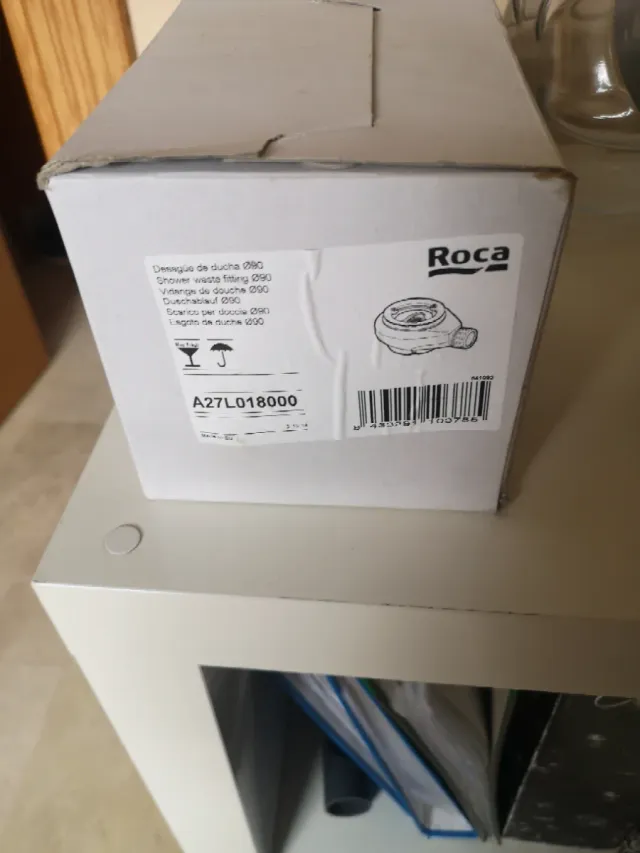 Desagüe de ducha Ø90
Shower waste fitting Ø90
Vidange de douche Ø90
Duschablauf Ø90
Scarico per doccia Ø90
Esgoto de duche Ø90
Roca
A27L018000